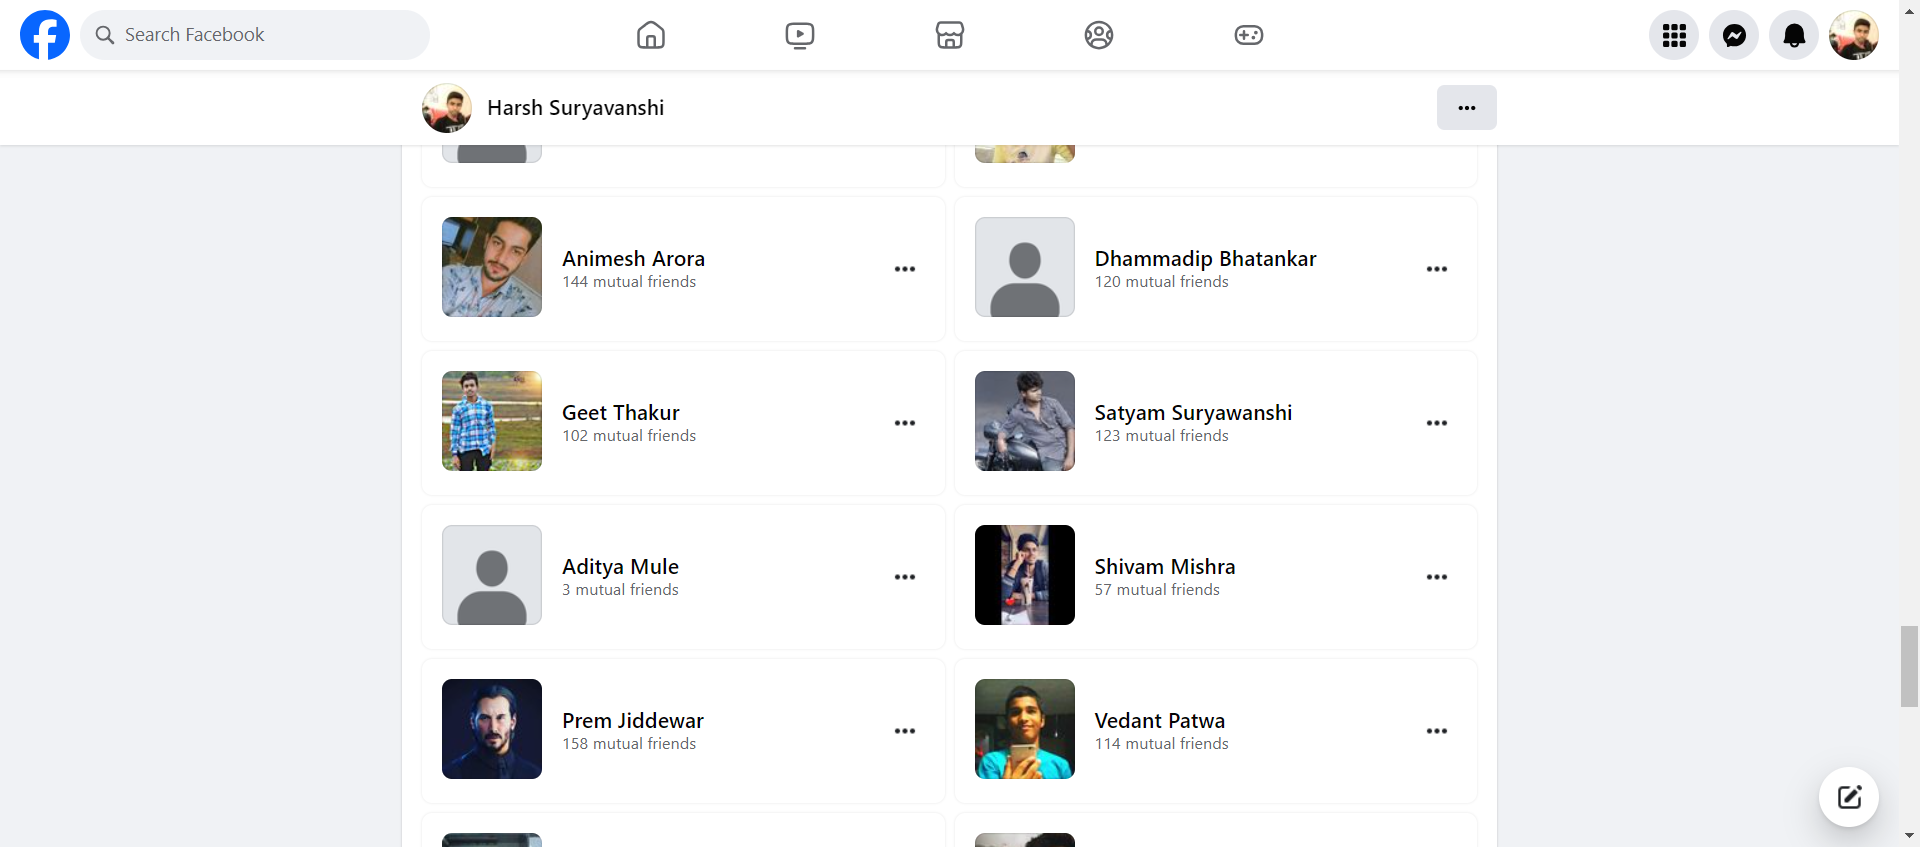 Search Facebook
Harsh Suryavanshi
Animesh Arora
144 mutual friends
Dhammadip Bhatankar
120 mutual friends
Geet Thakur
102 mutual friends
Satyam Suryawanshi
123 mutual friends
Aditya Mule
3 mutual friends
Shivam Mishra
57 mutual friends
Prem Jiddewar
158 mutual friends
Vedant Patwa
114 mutual friends